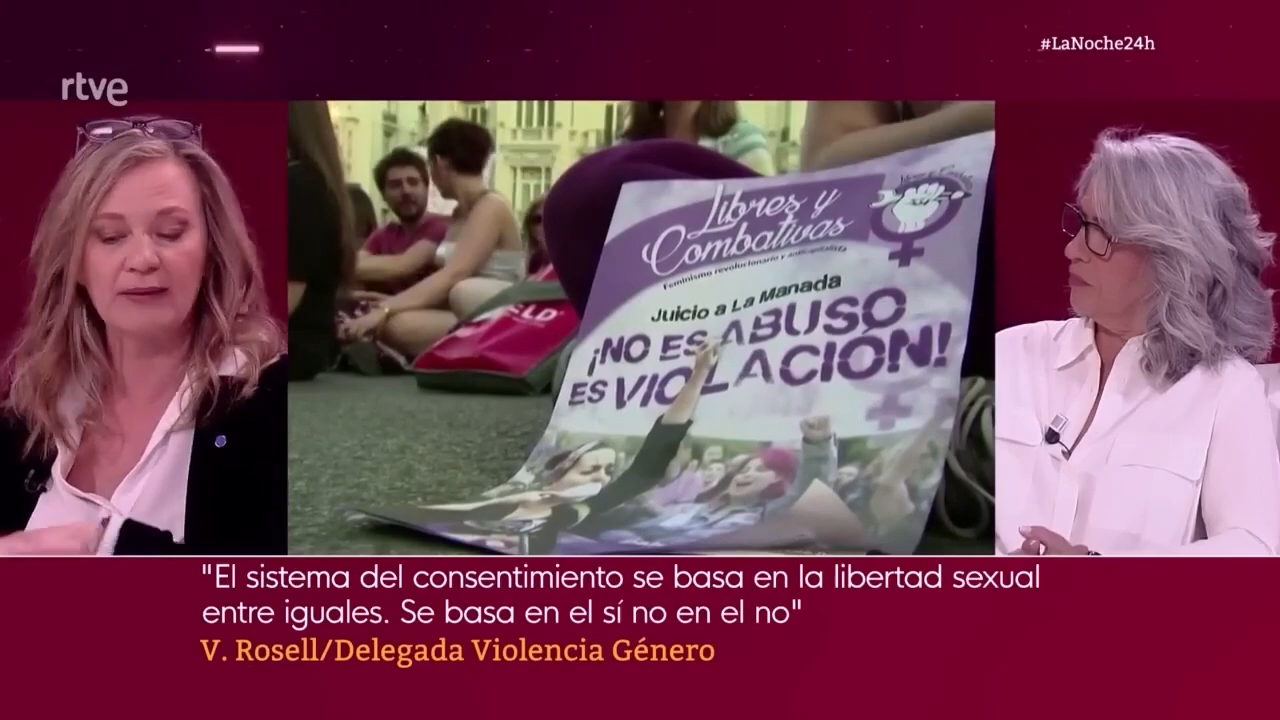 #LaNoche24h
rtve
Libres y
Combativas
Feminismo revolucionario y anticapitalista
Juicio a La Manada
¡NO ES ABUSO
ES VIOLACIÓN!
"El sistema del consentimiento se basa en la libertad sexual
entre iguales. Se basa en el sí no en el no"
V. Rosell/Delegada Violencia Género